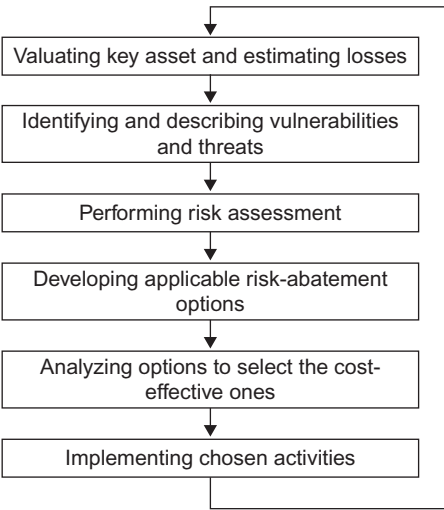 Valuating key asset and estimating losses
Identifying and describing vulnerabilities
and threats
Performing risk assessment
Developing applicable risk-abatement
options
Analyzing options to select the cost-
effective ones
Implementing chosen activities